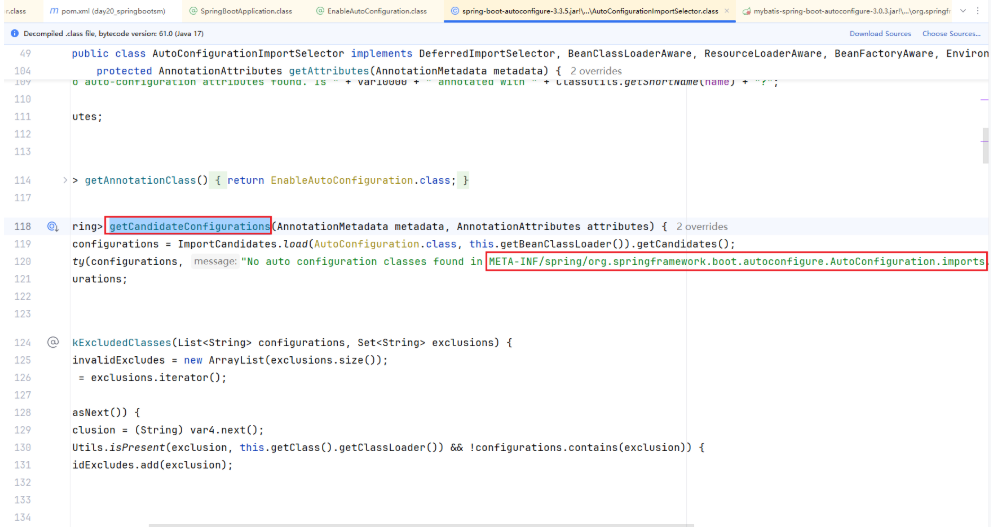 r.class pom.xml (day20_springbootsm) SpringBootApplication.class EnableAutoConfiguration.class spring-boot-autoconfigure-3.3.5.jar!\...\AutoConfigurationImportSelector.class mybatis-spring-boot-autoconfigure-3.0.3.jar!\...\org.springf
Decompiled .class file, bytecode version: 61.0 (Java 17) Download Sources Choose Sources...
49 public class AutoConfigurationImportSelector implements DeferredImportSelector, BeanClassLoaderAware, ResourceLoaderAware, BeanFactoryAware, Environ
104 protected AnnotationAttributes getAttributes(AnnotationMetadata metadata) { 2 overrides
109 o auto-configuration attributes found. Is " + var10000 + " annotated with " + ClassUtils.getShortName(name) + "?";
110
111 utes;
112
113
114 > getAnnotationClass() { return EnableAutoConfiguration.class; }
117
118 ring> getCandidateConfigurations(AnnotationMetadata metadata, AnnotationAttributes attributes) { 2 overrides
119 configurations = ImportCandidates.load(AutoConfiguration.class, this.getBeanClassLoader()).getCandidates();
120 ty(configurations, message: "No auto configuration classes found in META-INF/spring/org.springframework.boot.autoconfigure.AutoConfiguration.imports.
121 urations;
122
123
124 kExcludedClasses(List<String> configurations, Set<String> exclusions) {
125 invalidExcludes = new ArrayList(exclusions.size());
126 = exclusions.iterator();
127
128 asNext()) {
129 clusion = (String) var4.next();
130 Utils.isPresent(exclusion, this.getClass().getClassLoader()) && !configurations.contains(exclusion)) {
131 idExcludes.add(exclusion);
132
133
134